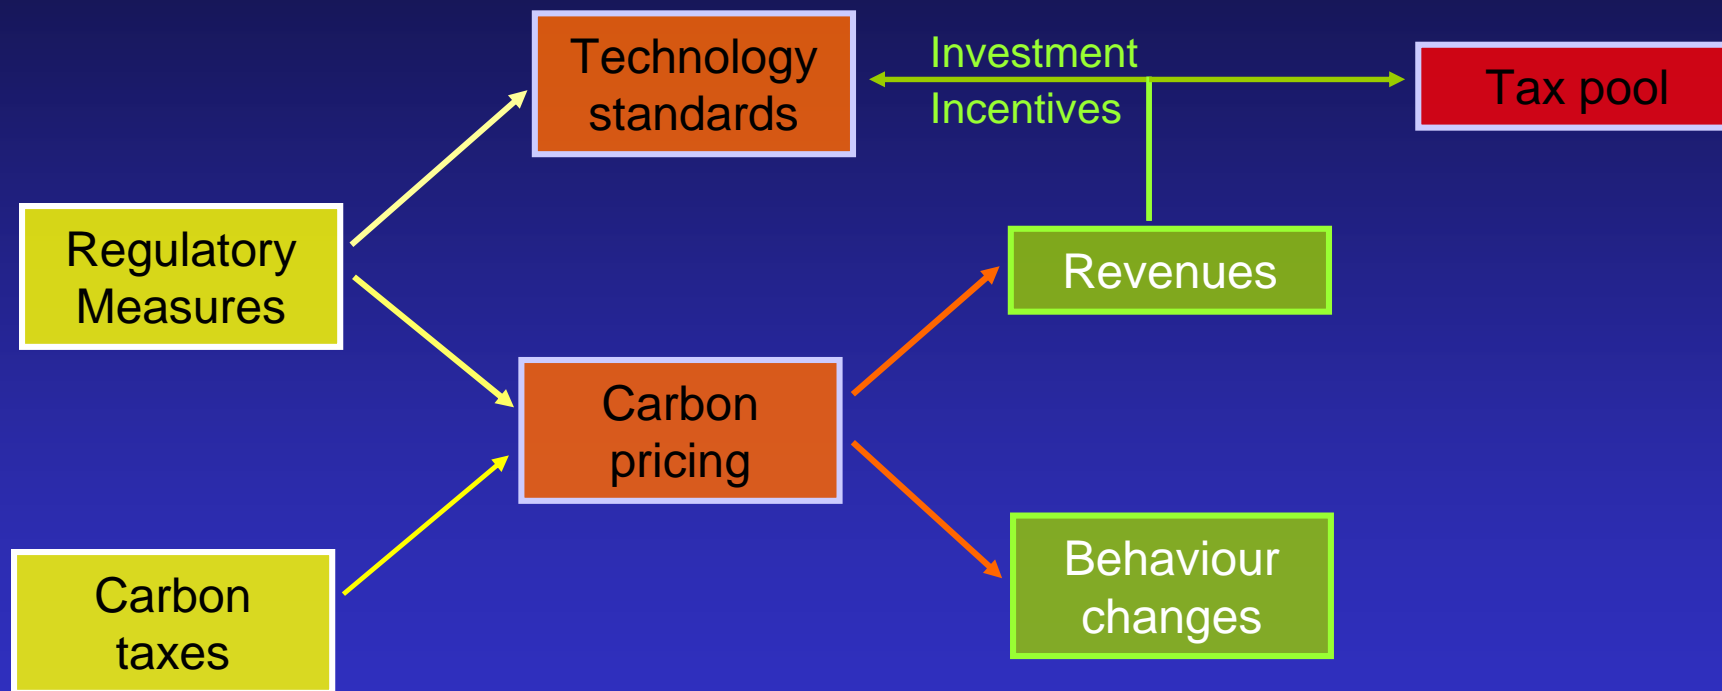 Technology
standards
Investment
Incentives
Tax pool
Regulatory
Measures
Revenues
Carbon
pricing
Carbon
taxes
Behaviour
changes